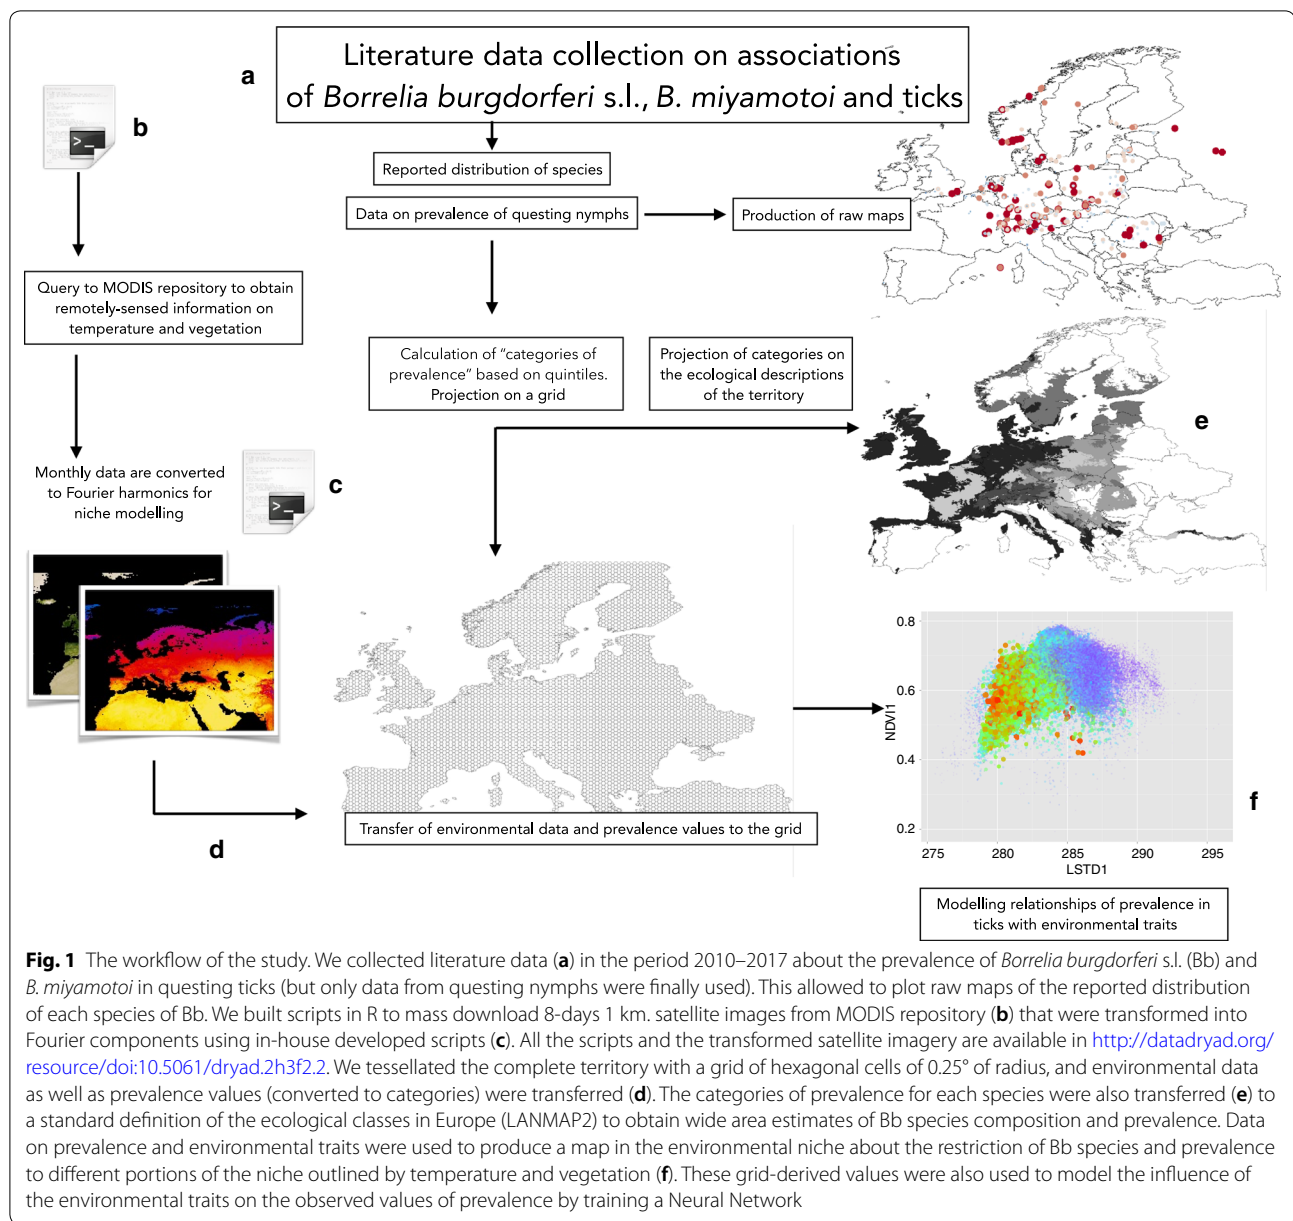 a
Literature data collection on associations
of Borrelia burgdorferi s.l., B. miyamotoi and ticks
b
>_
Reported distribution of species
Data on prevalence of questing nymphs
Production of raw maps
Query to MODIS repository to obtain
remotely-sensed information on
temperature and vegetation
Calculation of "categories of
prevalence" based on quintiles.
Projection on a grid
Projection of categories on
the ecological descriptions
of the territory
e
Monthly data are converted
to Fourier harmonics for
niche modelling
>_
c
d
Transfer of environmental data and prevalence values to the grid
0.8
0.6
0.4
0.2
NDVI1
275
280
285
290
295
LSTD1
f
Modelling relationships of prevalence in
ticks with environmental traits
Fig. 1 The workflow of the study. We collected literature data (a) in the period 2010–2017 about the prevalence of Borrelia burgdorferi s.l. (Bb) and
B. miyamotoi in questing ticks (but only data from questing nymphs were finally used). This allowed to plot raw maps of the reported distribution
of each species of Bb. We built scripts in R to mass download 8-days 1 km. satellite images from MODIS repository (b) that were transformed into
Fourier components using in-house developed scripts (c). All the scripts and the transformed satellite imagery are available in http://datadryad.org/
resource/doi:10.5061/dryad.2h3f2.2. We tessellated the complete territory with a grid of hexagonal cells of 0.25° of radius, and environmental data
as well as prevalence values (converted to categories) were transferred (d). The categories of prevalence for each species were also transferred (e) to
a standard definition of the ecological classes in Europe (LANMAP2) to obtain wide area estimates of Bb species composition and prevalence. Data
on prevalence and environmental traits were used to produce a map in the environmental niche about the restriction of Bb species and prevalence
to different portions of the niche outlined by temperature and vegetation (f). These grid-derived values were also used to model the influence of
the environmental traits on the observed values of prevalence by training a Neural Network